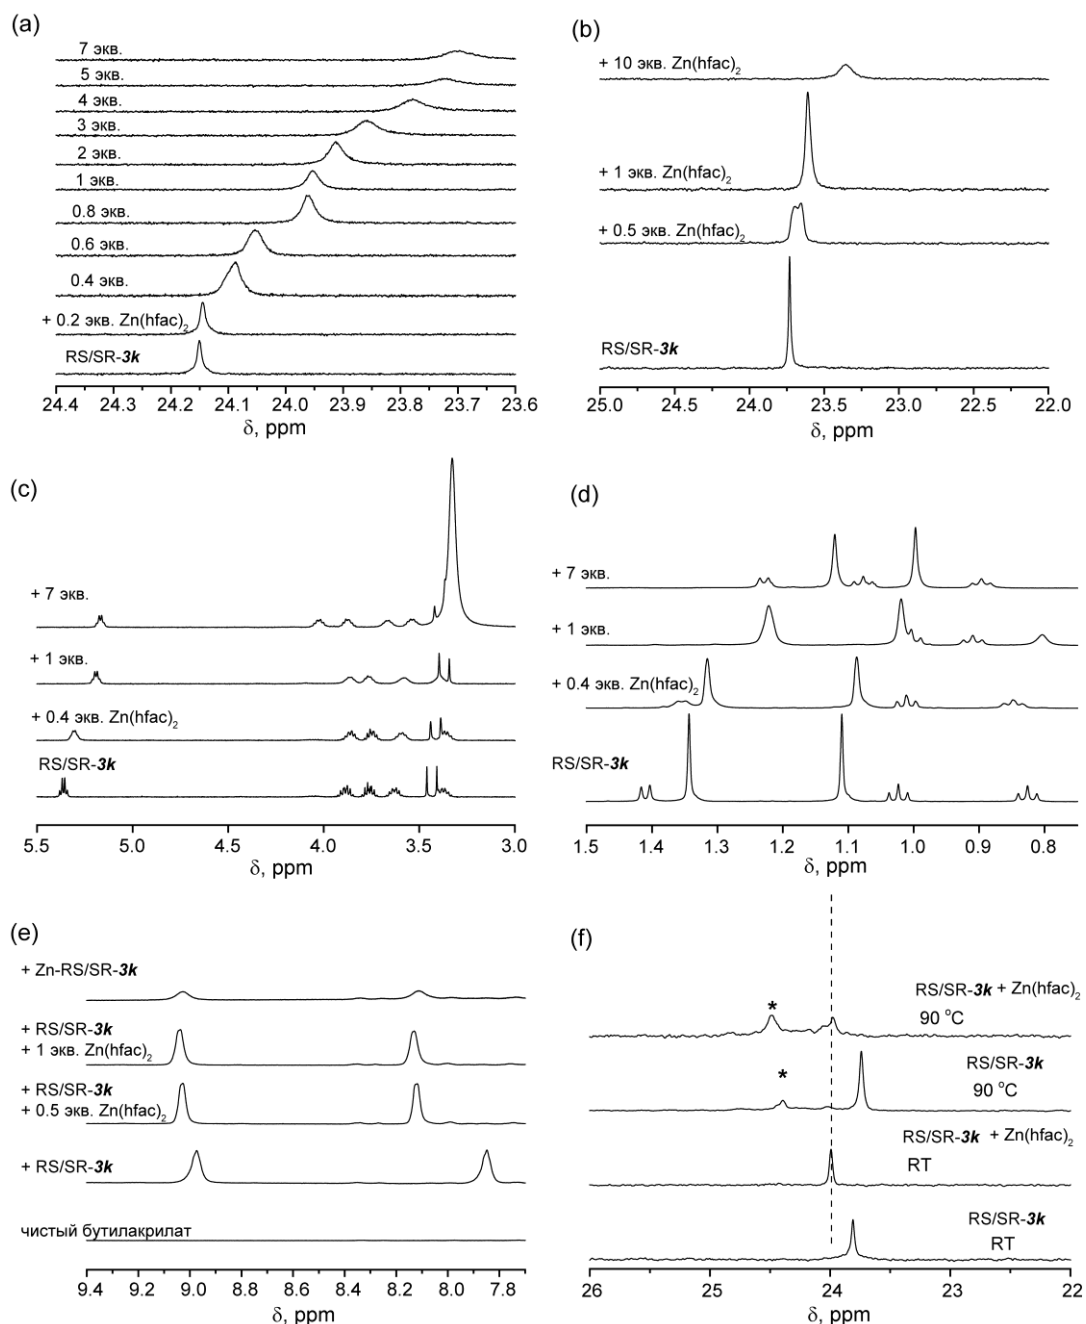 (a)
7 экв.
5 экв.
4 экв.
3 экв.
2 экв.
1 экв.
0.8 экв.
0.6 экв.
0.4 экв.
+ 0.2 экв. Zn(hfac)₂
RS/SR-3k
24.4 24.3 24.2 24.1 24.0 23.9 23.8 23.7 23.6
δ, ppm
(b)
+ 10 экв. Zn(hfac)₂
+ 1 экв. Zn(hfac)₂
+ 0.5 экв. Zn(hfac)₂
RS/SR-3k
25.0 24.5 24.0 23.5 23.0 22.5 22.0
δ, ppm
(c)
+ 7 экв.
+ 1 экв.
+ 0.4 экв. Zn(hfac)₂
RS/SR-3k
5.5 5.0 4.0 3.5 3.0
δ, ppm
(d)
+ 7 экв.
+ 1 экв.
+ 0.4 экв. Zn(hfac)₂
RS/SR-3k
1.5 1.4 1.3 1.2 1.1 1.0 0.9 0.8
δ, ppm
(e)
+ Zn-RS/SR-3k
+ RS/SR-3k
+ 1 экв. Zn(hfac)₂
+ RS/SR-3k
+ 0.5 экв. Zn(hfac)₂
+ RS/SR-3k
чистый бутилакрилат
9.4 9.2 9.0 8.8 8.6 8.4 8.2 8.0 7.8
δ, ppm
(f)
RS/SR-3k + Zn(hfac)₂
*
90 °C
RS/SR-3k
*
90 °C
RS/SR-3k + Zn(hfac)₂
RT
RS/SR-3k
RT
26 25 24 23 22
δ, ppm